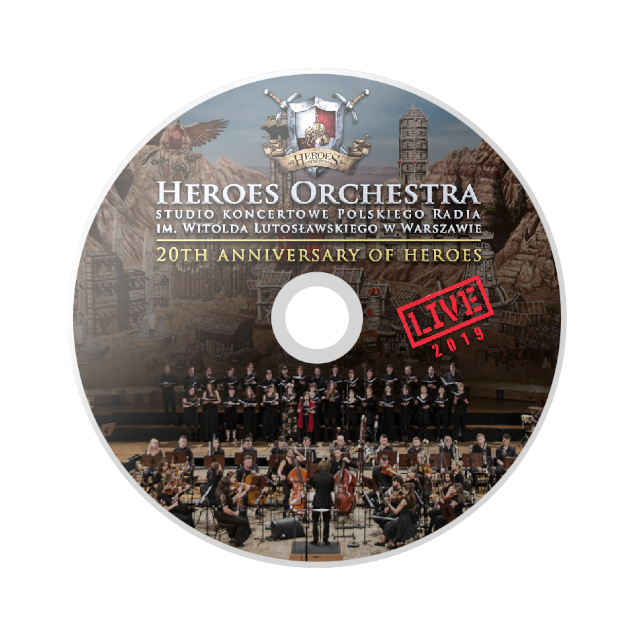 HEROES
HEROES ORCHESTRA
STUDIO KONCERTOWE POLSKIEGO RADIA
IM. WITOLDA LUTOSŁAWSKIEGO W WARSZAWIE
20TH ANNIVERSARY OF HEROES
LIVE
2019